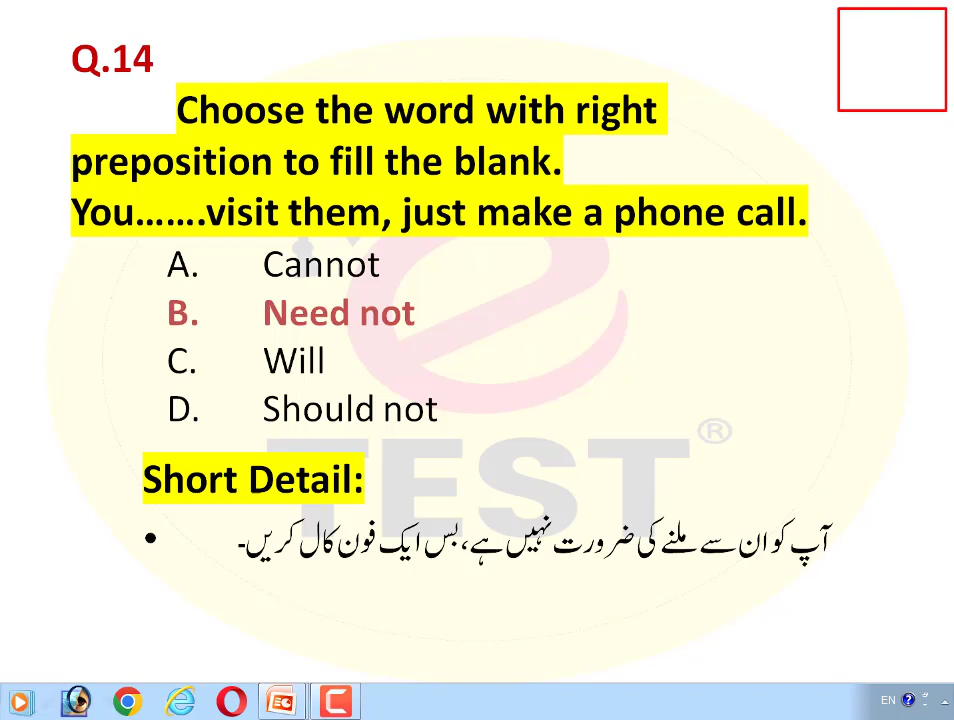 Q.14
Choose the word with right
preposition to fill the blank.
You…….visit them, just make a phone call.
A. Cannot
B. Need not
C. Will
D. Should not
e
TEST®
Short Detail:
• آپ کو ان سے ملنے کی ضرورت نہیں ہے، بس ایک فون کال کریں۔
EN